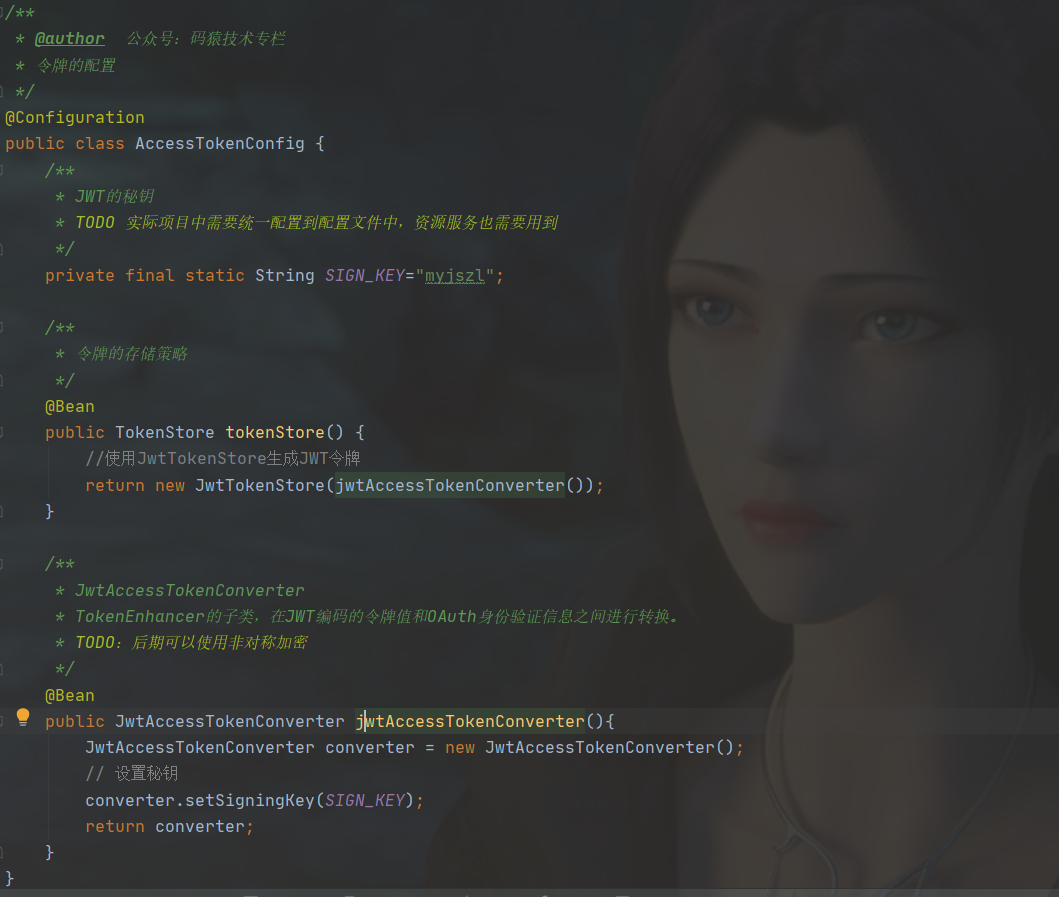 /**
 * @author  公众号：码猿技术专栏
 * 令牌的配置
 */
@Configuration
public class AccessTokenConfig {
    /**
     * JWT的秘钥
     * TODO 实际项目中需要统一配置到配置文件中，资源服务也需要用到
     */
    private final static String SIGN_KEY="myjszl";

    /**
     * 令牌的存储策略
     */
    @Bean
    public TokenStore tokenStore() {
        //使用JwtTokenStore生成JWT令牌
        return new JwtTokenStore(jwtAccessTokenConverter());
    }

    /**
     * JwtAccessTokenConverter
     * TokenEnhancer的子类，在JWT编码的令牌值和OAuth身份验证信息之间进行转换。
     * TODO：后期可以使用非对称加密
     */
    @Bean
    public JwtAccessTokenConverter jwtAccessTokenConverter(){
        JwtAccessTokenConverter converter = new JwtAccessTokenConverter();
        // 设置秘钥
        converter.setSigningKey(SIGN_KEY);
        return converter;
    }
}